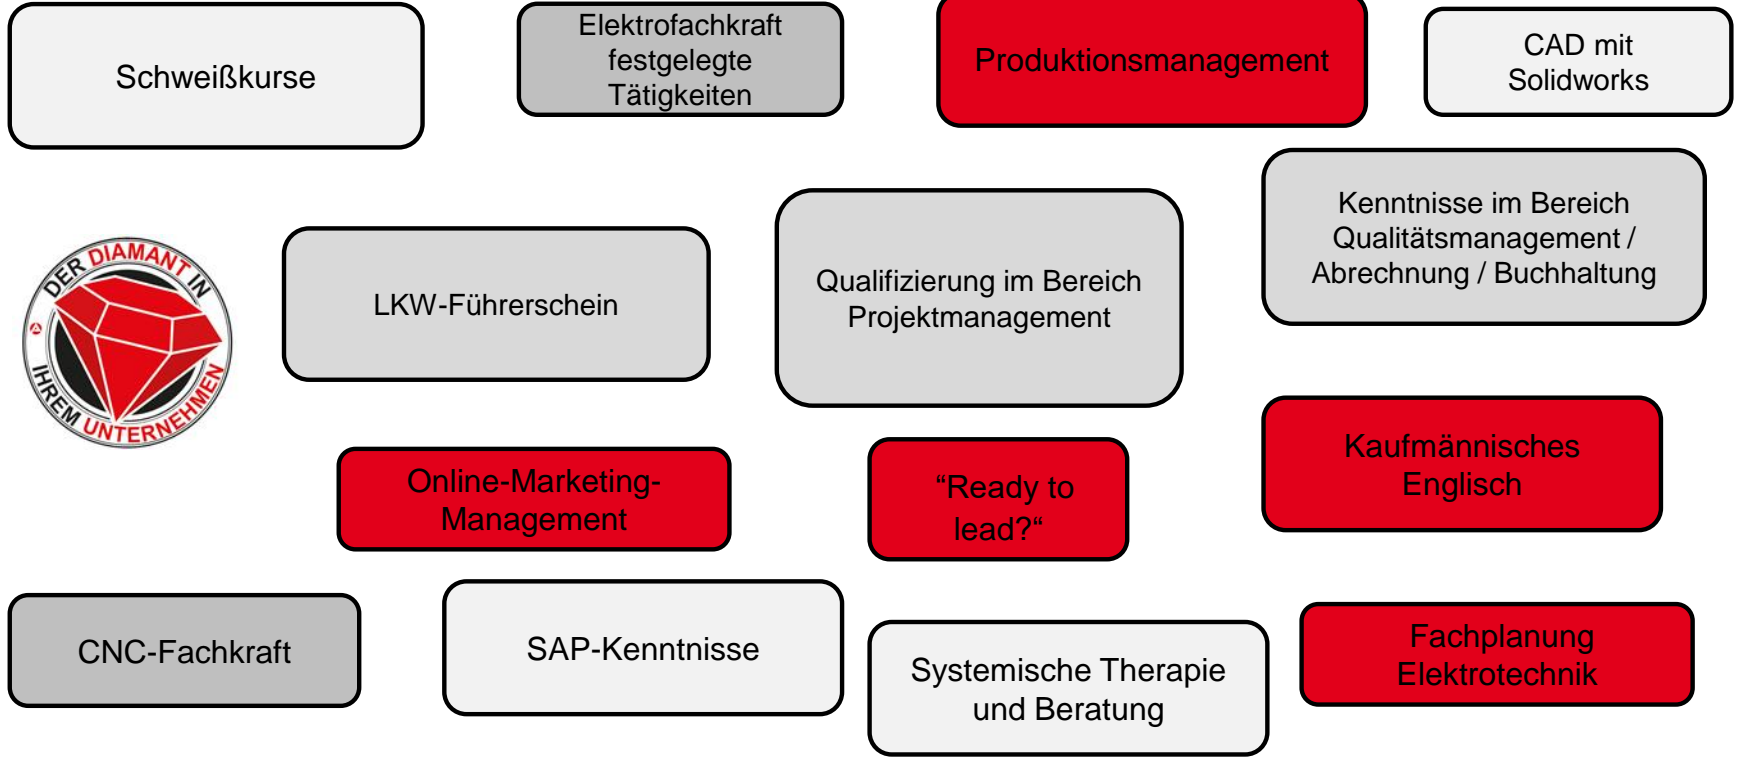 Schweißkurse
Elektrofachkraft
festgelegte
Tätigkeiten
Produktionsmanagement
CAD mit
Solidworks
DER DIAMANT IN
IHREM UNTERNEHMEN
LKW-Führerschein
Qualifizierung im Bereich
Projektmanagement
Kenntnisse im Bereich
Qualitätsmanagement /
Abrechnung / Buchhaltung
Online-Marketing-
Management
“Ready to
lead?“
Kaufmännisches
Englisch
CNC-Fachkraft
SAP-Kenntnisse
Systemische Therapie
und Beratung
Fachplanung
Elektrotechnik